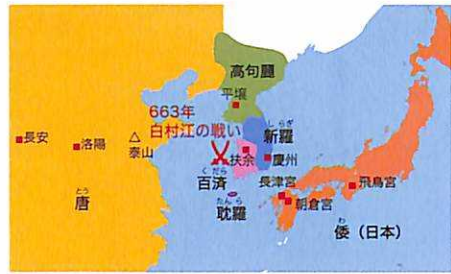 高句麗
平壌
663年
白村江の戦い
しらぎ
新羅
長安
洛陽
泰山
扶余
慶州
くだら
百済
長津宮
飛鳥宮
とう
唐
たんら
耽羅
朝倉宮
わ
倭（日本）